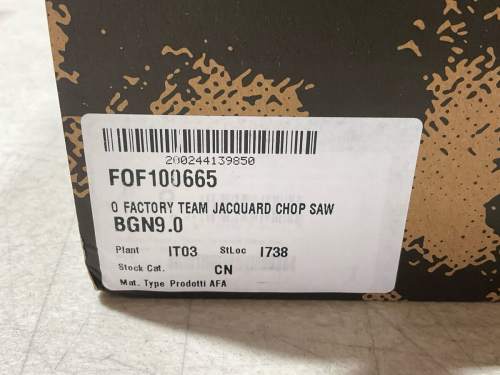 200244139850
FOF100665
O FACTORY TEAM JACQUARD CHOP SAW
BGN9.0
Plant IT03 StLoc I738
Stock Cat. CN
Mat. Type Prodotti AFA